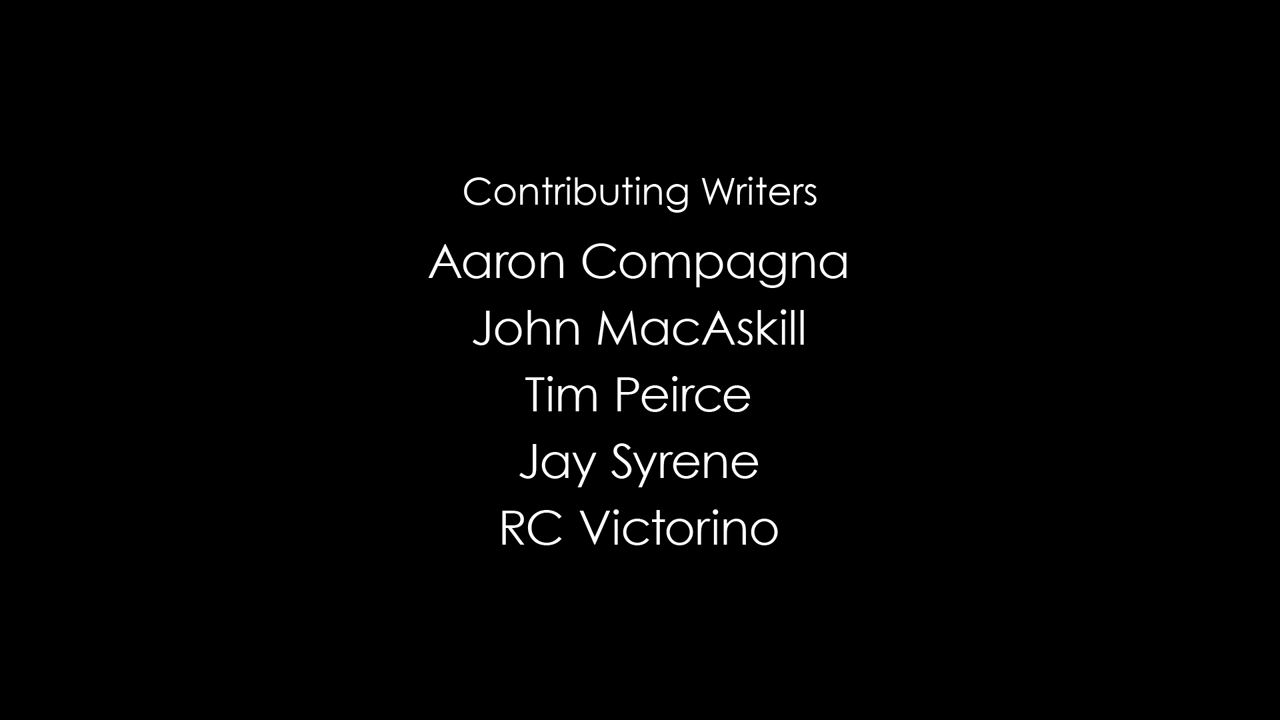 Contributing Writers
Aaron Compagna
John MacAskill
Tim Peirce
Jay Syrene
RC Victorino